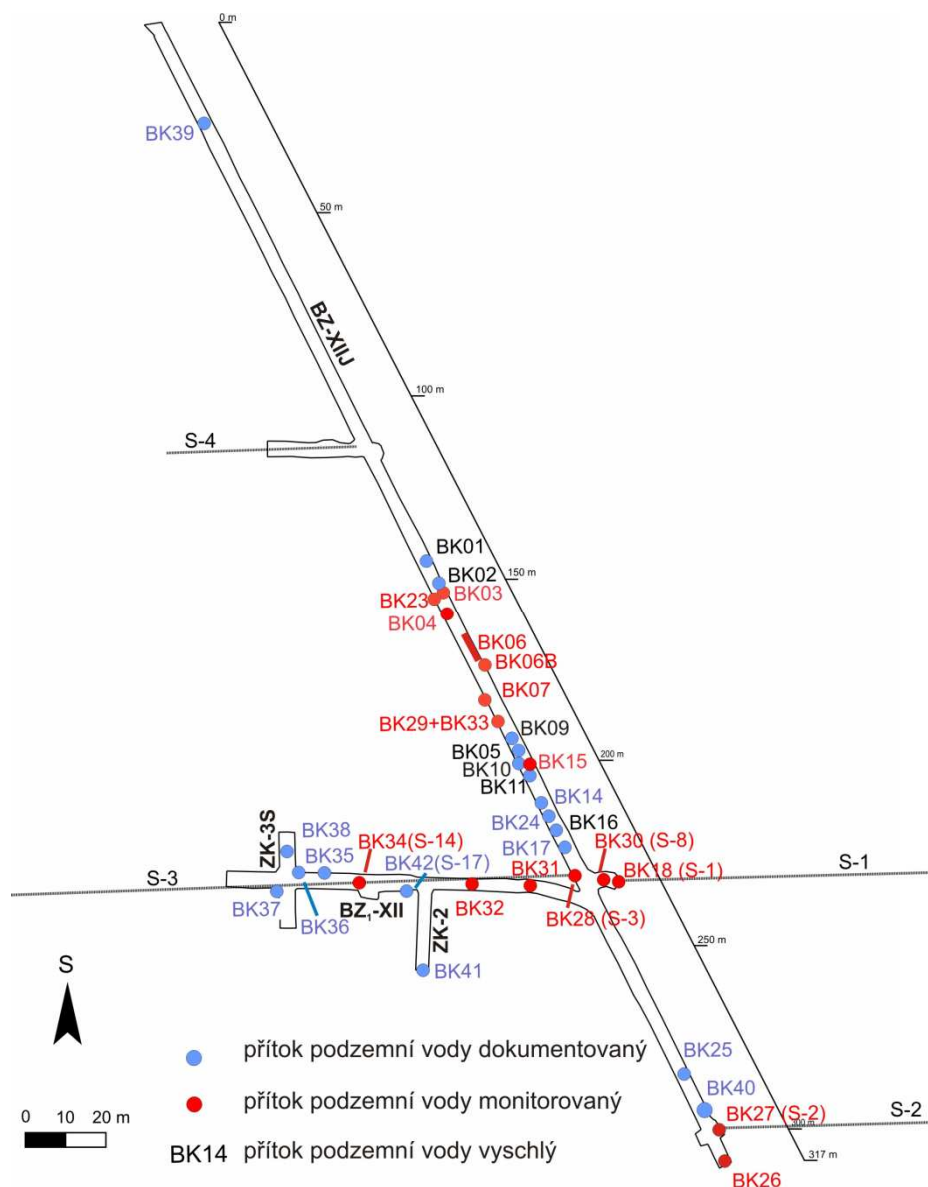 0 m
BK39
50 m
BZ-XIIJ
100 m
S-4
BK01
150 m
BK02
BK03
BK23
BK04
BK06
BK06B
BK07
BK29+BK33
BK09
BK05
200 m
BK10
BK15
BK11
BK14
BK24
BK16
BK38
BK17
BK30 (S-8)
ZK-3S
BK34(S-14)
BK35
BK42(S-17)
BK31
BK18 (S-1)
S-1
S-3
BK37
BK36
BZ1-XII
BK32
BK28 (S-3)
ZK-2
250 m
S
BK41
přítok podzemní vody dokumentovaný
BK25
BK40
0 10 20 m
přítok podzemní vody monitorovaný
BK27 (S-2)
S-2
BK14 přítok podzemní vody vyschlý
317 m
BK26